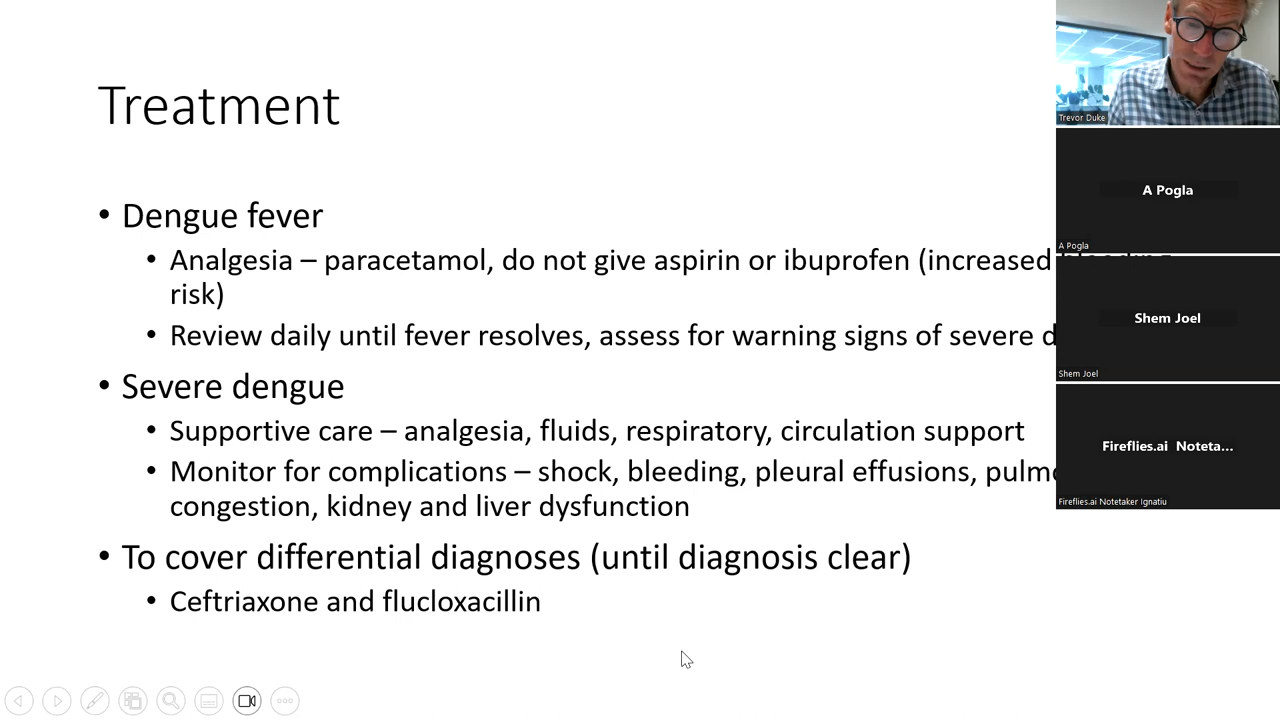 Treatment
• Dengue fever
• Analgesia – paracetamol, do not give aspirin or ibuprofen (increased
risk)
• Review daily until fever resolves, assess for warning signs of severe d
• Severe dengue
• Supportive care – analgesia, fluids, respiratory, circulation support
• Monitor for complications – shock, bleeding, pleural effusions, pulmo
congestion, kidney and liver dysfunction
• To cover differential diagnoses (until diagnosis clear)
• Ceftriaxone and flucloxacillin
Trevor Duke
A Pogla
A Pogla
Shem Joel
Shem Joel
Fireflies.ai Noteta...
Fireflies.ai Notetaker Ignatiu